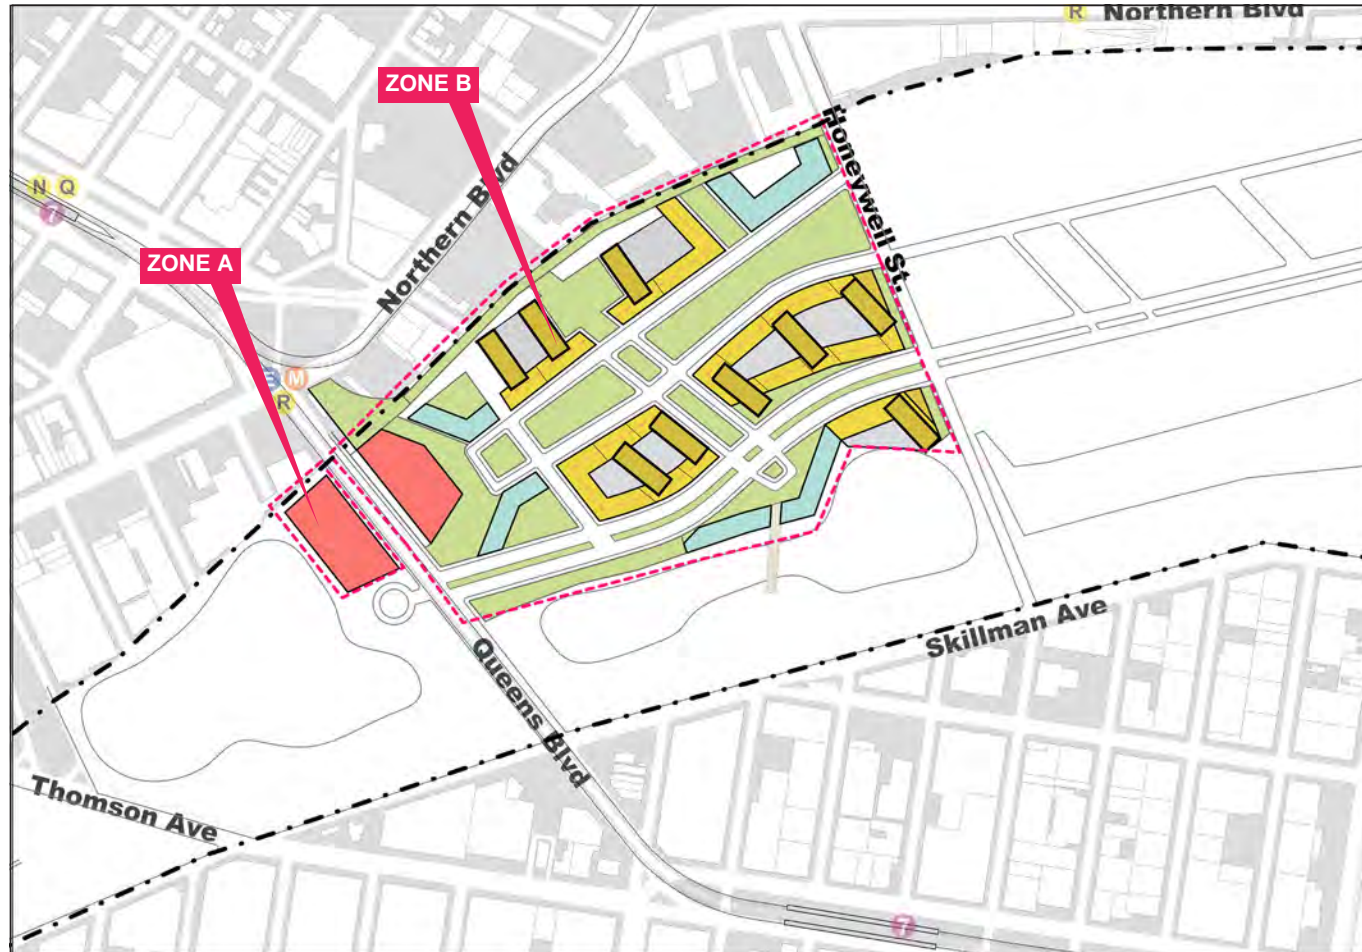 R Northern Blvd
ZONE B
Honeywell St.
N Q
7
Northern Blvd
ZONE A
E M
R
Skillman Ave
Queens Blvd
Thomson Ave
7